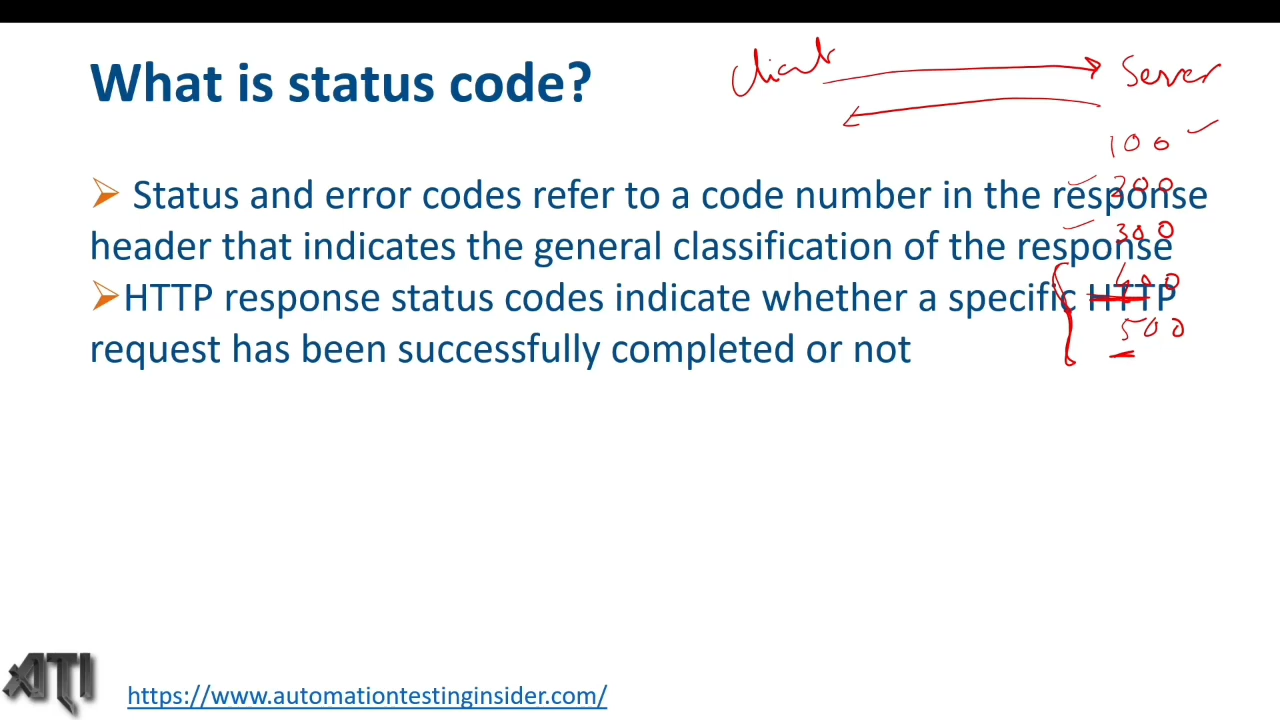 What is status code?
Client
Server
100
200
300
400
500
Status and error codes refer to a code number in the response
header that indicates the general classification of the response
HTTP response status codes indicate whether a specific HTTP
request has been successfully completed or not
ATI
https://www.automationtestinginsider.com/